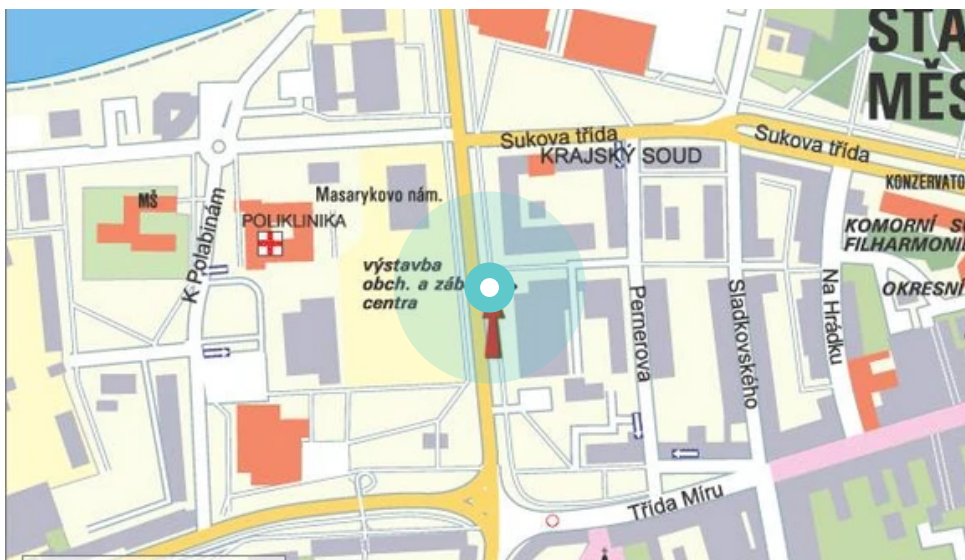 STA
MĚS
Sukova třída
Sukova třída
KRAJSKÝ SOUD
KONZERVATO
MŠ
Masarykovo nám.
POLIKLINIKA
KOMORNÍ S
FILHARMONIE
K Polabinám
výstavba
obch. a záb
centra
OKRESNÍ
Pernerova
Sladkovského
Na Hrádku
Třída Míru